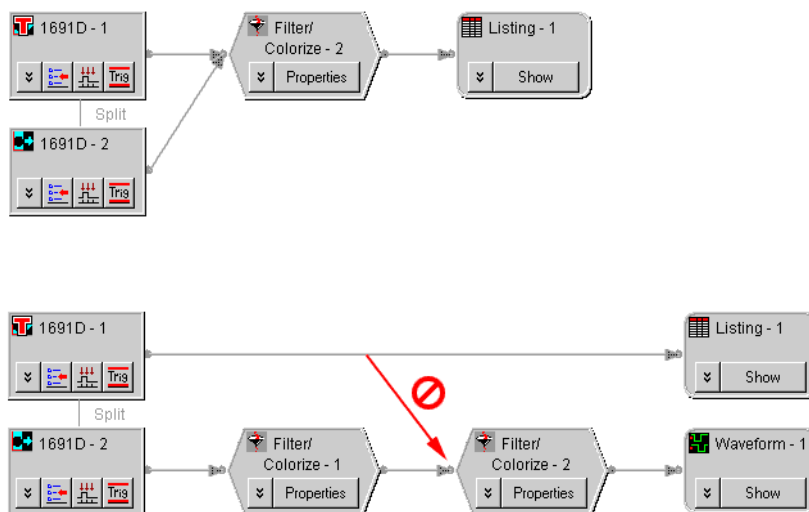 1691D - 1
Filter/
Colorize - 2
Listing - 1
Trig
Properties
Show
Split
1691D - 2
Trig
1691D - 1
Listing - 1
Trig
Show
Split
1691D - 2
Filter/
Colorize - 1
Filter/
Colorize - 2
Waveform - 1
Trig
Properties
Properties
Show